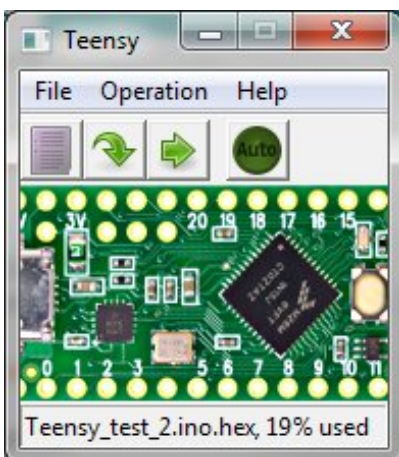 Teensy
File Operation Help
Auto
3V 20 19 18 17 16 15
0 1 2 3 5 6 7 8 9 10 11
Teensy_test_2.ino.hex, 19% used